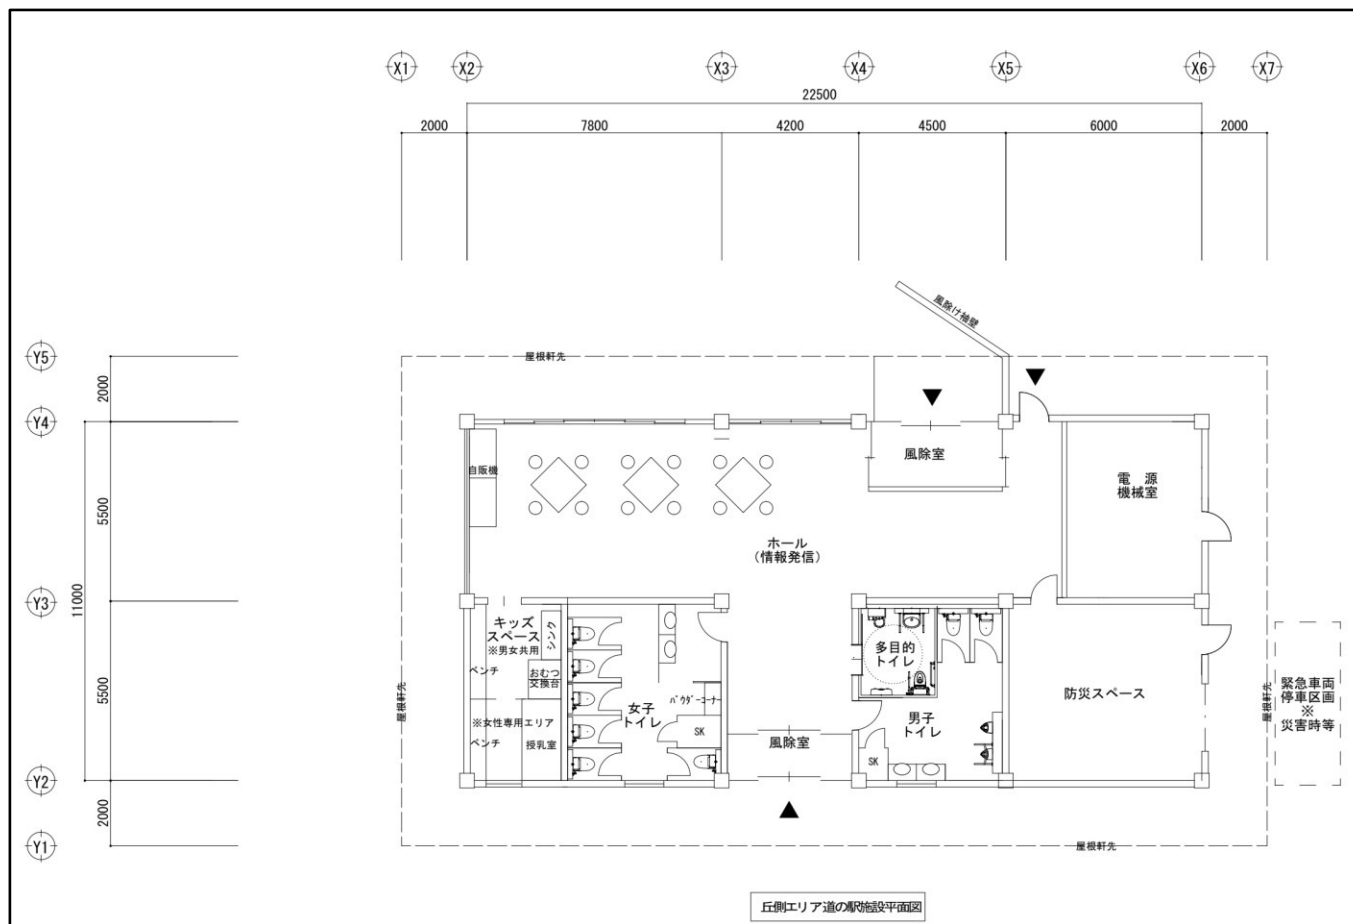 X1 X2 X3 X4 X5 X6 X7
22500
2000 7800 4200 4500 6000 2000
風除け袖壁
Y5
屋根軒先
2000
Y4
風除室
自販機
電 源
機械室
5500
ホール
(情報発信)
Y3
11000
キッズ
スペース
※男女共用
シンク
ベンチ
おむつ
交換台
多目的
トイレ
防災スペース
緊急車両
停車区画
※
災害時等
5500
屋根軒先
屋根軒先
※女性専用エリア
ベンチ
授乳室
女子
トイレ
パウダーコーナー
SK
風除室
男子
トイレ
SK
Y2
2000
Y1
屋根軒先
丘側エリア道の駅施設平面図